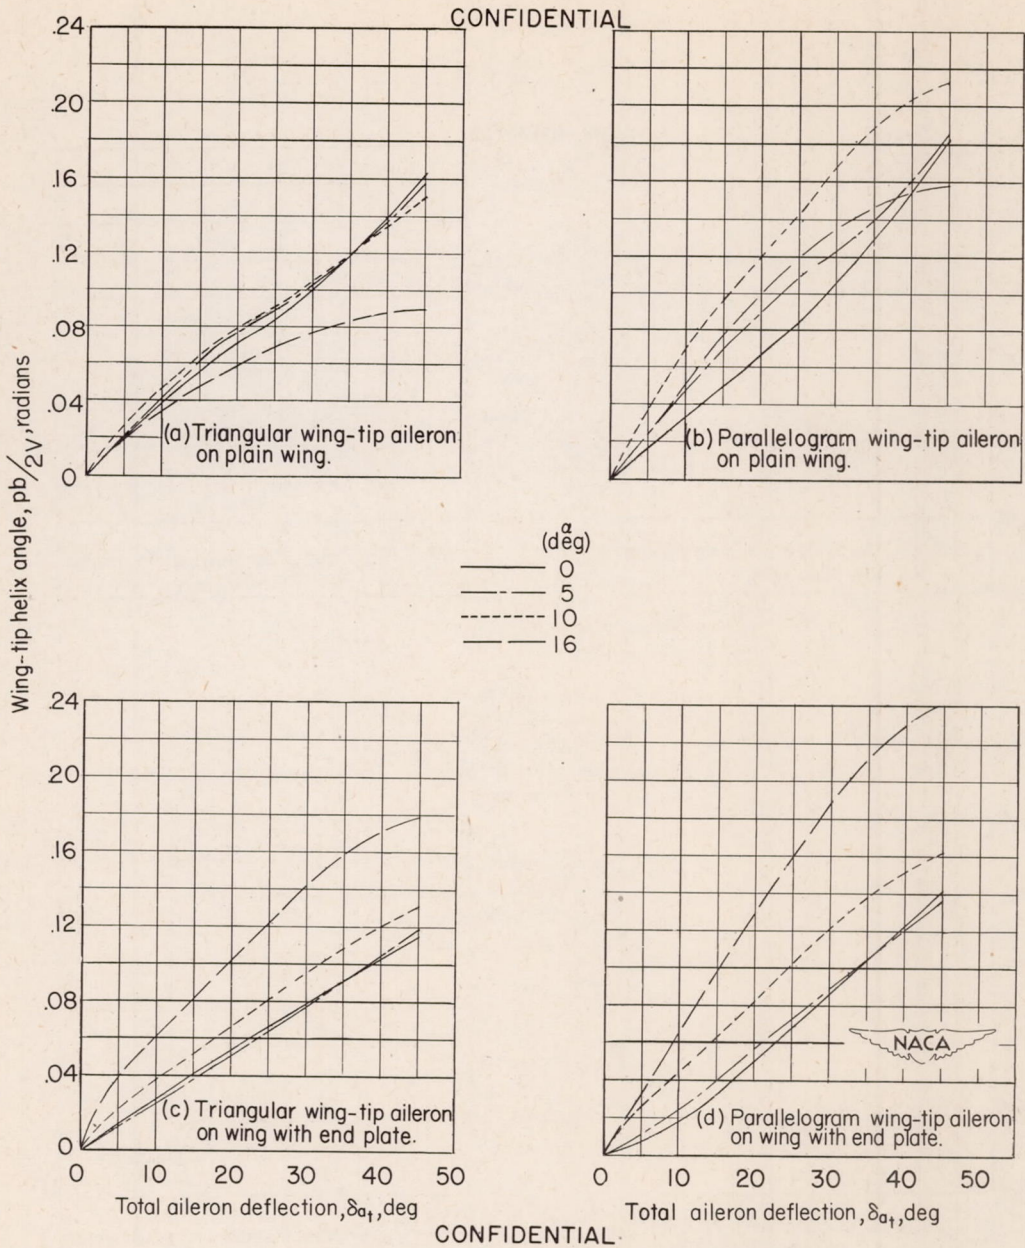 CONFIDENTIAL
.24
.20
.16
.12
.08
.04
0
(a) Triangular wing-tip aileron
on plain wing.
(b) Parallelogram wing-tip aileron
on plain wing.
Wing-tip helix angle, pb/2V, radians
α
(deg)
0
5
10
16
.24
.20
.16
.12
.08
.04
0
(c) Triangular wing-tip aileron
on wing with end plate.
NACA
(d) Parallelogram wing-tip aileron
on wing with end plate.
0 10 20 30 40 50
0 10 20 30 40 50
Total aileron deflection, δat, deg
Total aileron deflection, δat, deg
CONFIDENTIAL